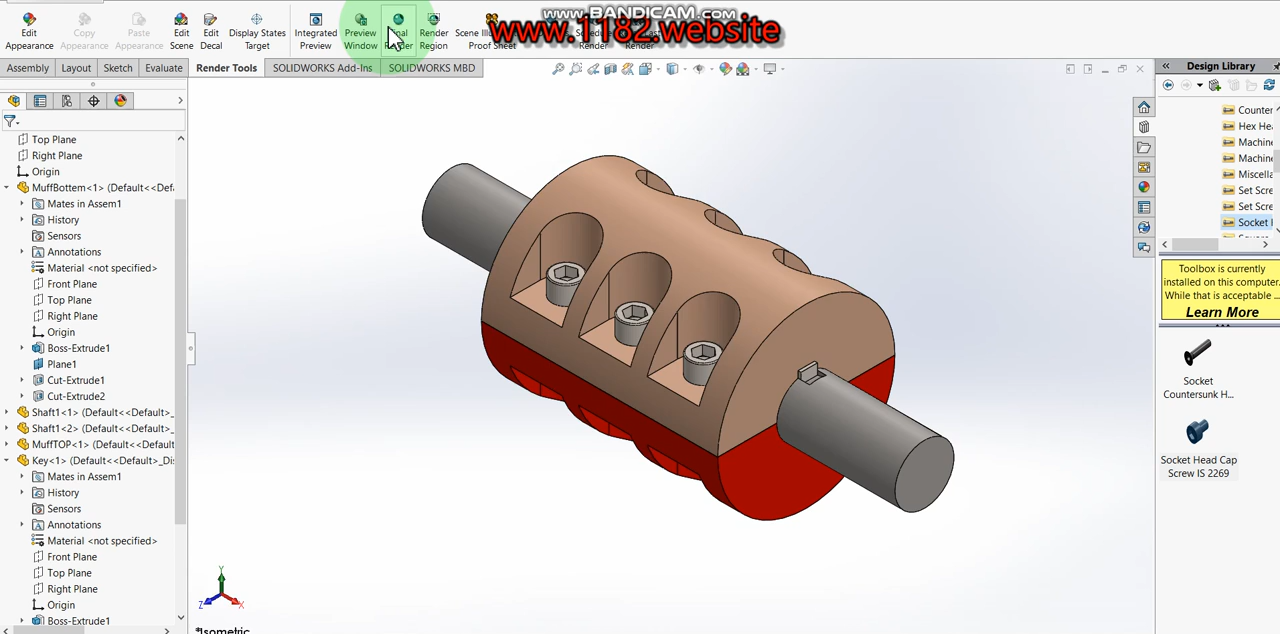 www.BANDICAM.com
www.1182.website
Edit Appearance
Copy Appearance
Paste Appearance
Edit Scene
Edit Decal
Display States Target
Integrated Preview
Preview Window
Render
Render Region
Proof Sheet
Render
Assembly
Layout
Sketch
Evaluate
Render Tools
SOLIDWORKS Add-Ins
SOLIDWORKS MBD
Top Plane
Right Plane
Origin
MuffBottem<1> (Default<<Def
Mates in Assem1
History
Sensors
Annotations
Material <not specified>
Front Plane
Top Plane
Right Plane
Origin
Boss-Extrude1
Plane1
Cut-Extrude1
Cut-Extrude2
Shaft1<1> (Default<<Default>_
Shaft1<2> (Default<<Default>_
MuffTOP<1> (Default<<Default
Key<1> (Default<<Default>_Dis
Mates in Assem1
History
Sensors
Annotations
Material <not specified>
Front Plane
Top Plane
Right Plane
Origin
Boss-Extrude1
Z
Y
X
*Isometric
Design Library
Counter
Hex He
Machine
Machine
Miscella
Set Scre
Set Scre
Socket
Toolbox is currently
installed on this computer.
While that is acceptable ...
Learn More
Socket
Countersunk H...
Socket Head Cap
Screw IS 2269